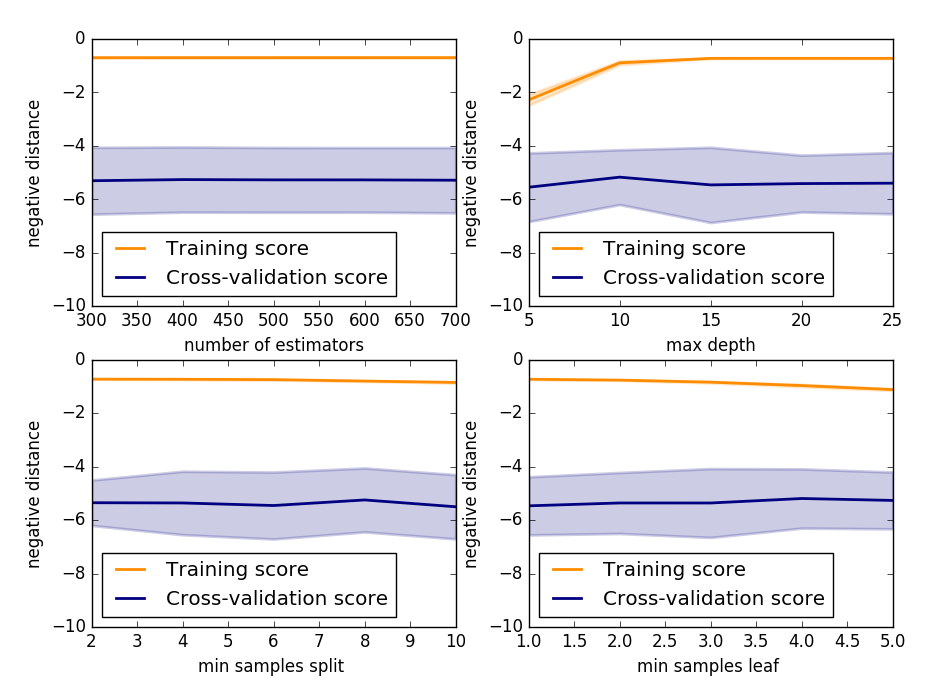 0
−2
−4
−6
−8
−10
negative distance
Training score
Cross-validation score
300 350 400 450 500 550 600 650 700
number of estimators
0
−2
−4
−6
−8
−10
negative distance
Training score
Cross-validation score
5 10 15 20 25
max depth
0
−2
−4
−6
−8
−10
negative distance
Training score
Cross-validation score
2 3 4 5 6 7 8 9 10
min samples split
0
−2
−4
−6
−8
−10
negative distance
Training score
Cross-validation score
1.0 1.5 2.0 2.5 3.0 3.5 4.0 4.5 5.0
min samples leaf